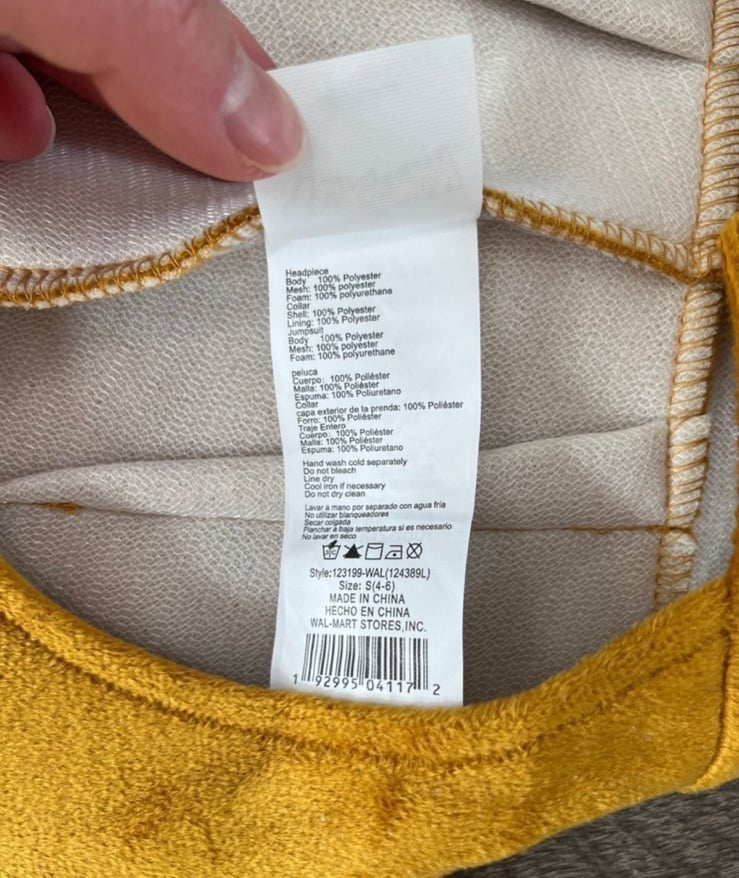 Headpiece
Body 100% Polyester
Mesh: 100% polyester
Foam: 100% polyurethane
Collar
Shell: 100% Polyester
Lining: 100% Polyester
Jumpsuit
Body 100% Polyester
Mesh: 100% polyester
Foam: 100% polyurethane
peluca
Cuerpo: 100% Poliéster
Malla: 100% Poliéster
Espuma: 100% Poliuretano
Collar
capa exterior de la prenda: 100% Poliéster
Forro: 100% Poliéster
Traje Entero
Cuerpo: 100% Poliéster
Malla: 100% Poliéster
Espuma: 100% Poliuretano
Hand wash cold separately
Do not bleach
Line dry
Cool iron if necessary
Do not dry clean
Lavar a mano por separado con agua fría
No utilizar blanqueadores
Secar colgada
Planchar a baja temperatura si es necesario
No lavar en seco
Style:123199-WAL(124389L)
Size: S(4-6)
MADE IN CHINA
HECHO EN CHINA
WAL-MART STORES,INC.
1 92995 04117 2